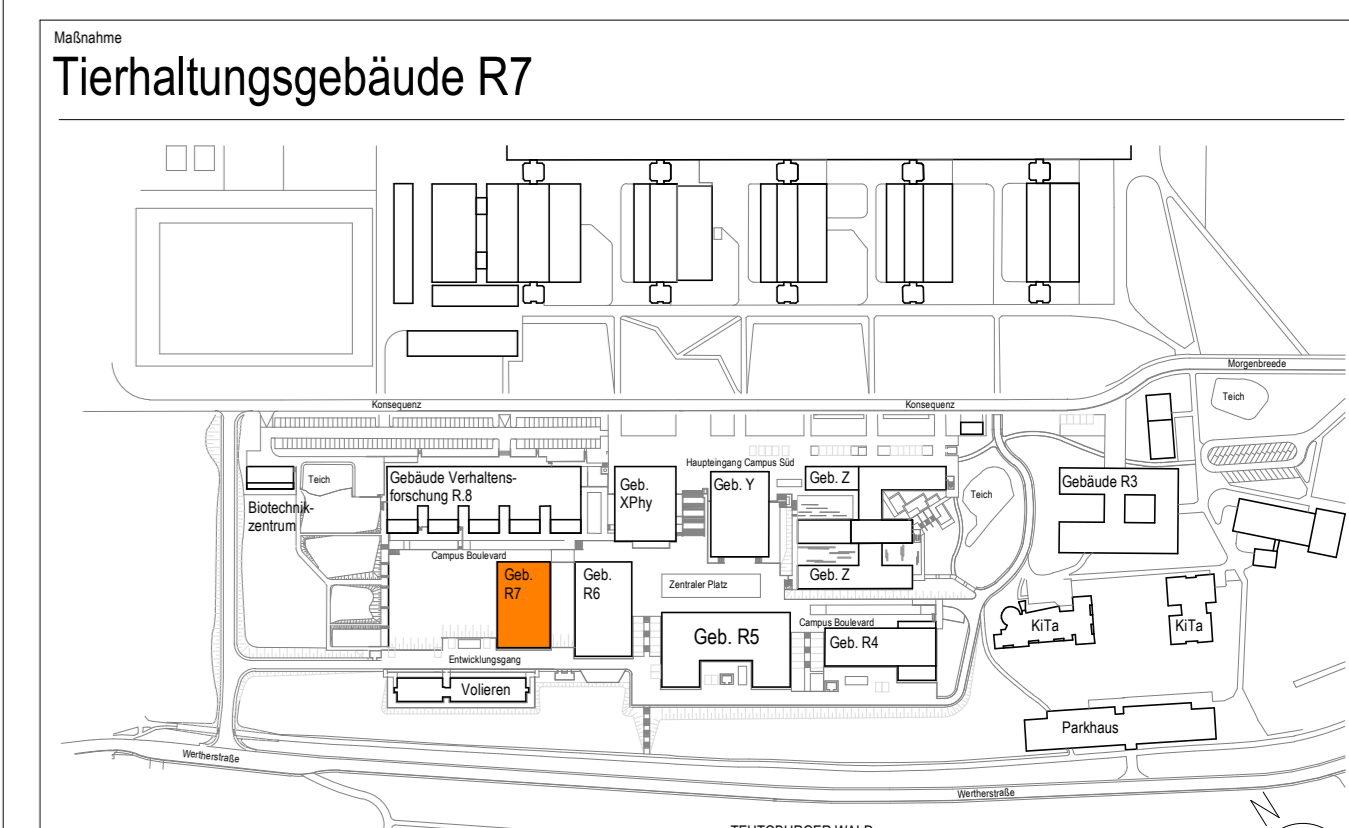 Maßnahme
Tierhaltungsgebäude R7
Morgenbreede
Teich
Konsequenz
Konsequenz
Haupteingang Campus Süd
Teich
Gebäude Verhaltens-
forschung R.8
Geb.
XPhy
Geb. Y
Geb. Z
Teich
Gebäude R3
Biotechnik-
zentrum
Campus Boulevard
Geb.
R7
Geb.
R6
Zentraler Platz
Geb. Z
Campus Boulevard
Geb. R5
Geb. R4
KiTa
KiTa
Entwicklungsgang
Volieren
Parkhaus
Wertherstraße
Wertherstraße
N